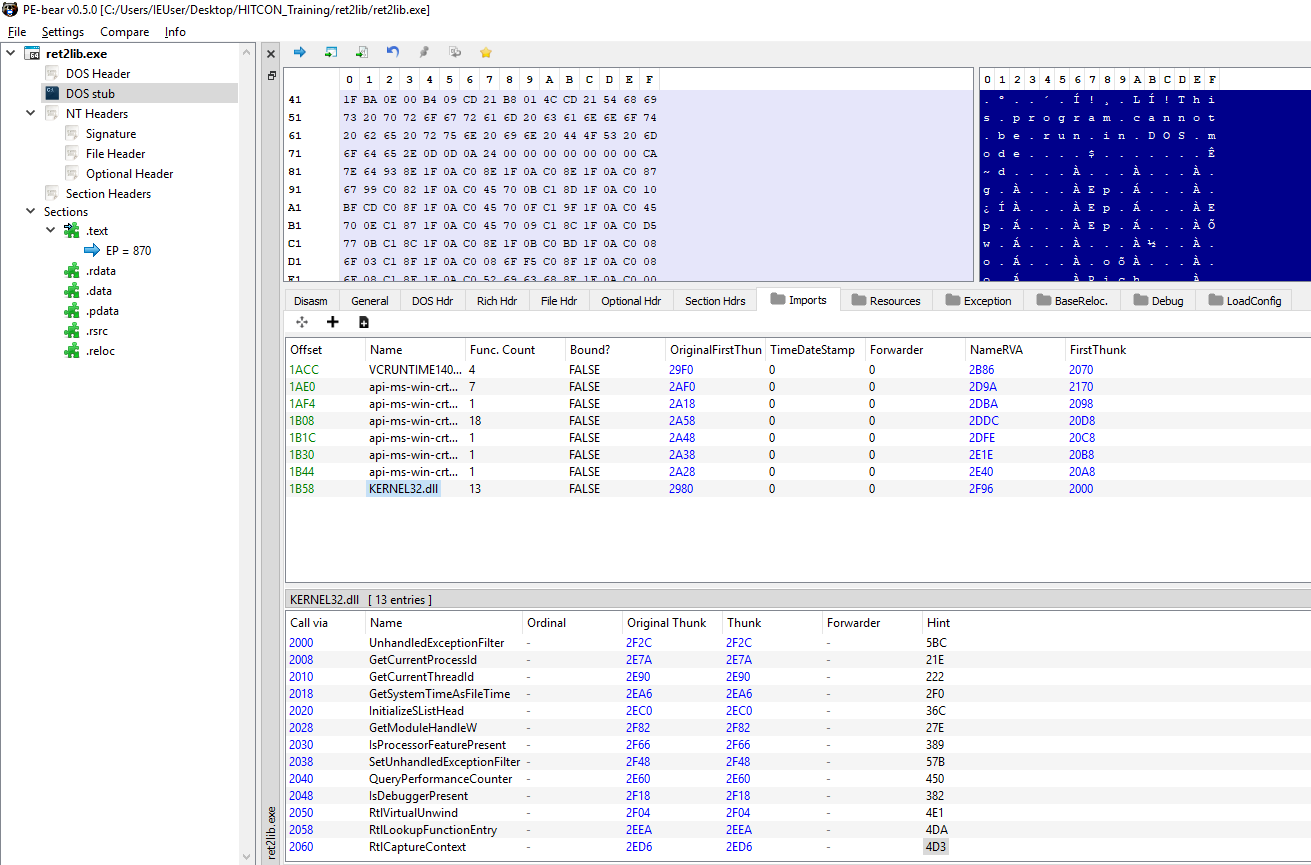 PE-bear v0.5.0 [C:/Users/IEUser/Desktop/HITCON_Training/ret2lib/ret2lib.exe]
File Settings Compare Info
ret2lib.exe
DOS Header
DOS stub
NT Headers
Signature
File Header
Optional Header
Section Headers
Sections
.text
EP = 870
.rdata
.data
.pdata
.rsrc
.reloc
ret2lib.exe
0 1 2 3 4 5 6 7 8 9 A B C D E F
41 1F BA 0E 00 B4 09 CD 21 B8 01 4C CD 21 54 68 69
51 73 20 70 72 6F 67 72 61 6D 20 63 61 6E 6E 6F 74
61 20 62 65 20 72 75 6E 20 69 6E 20 44 4F 53 20 6D
71 6F 64 65 2E 0D 0D 0A 24 00 00 00 00 00 00 00 CA
81 7E 64 93 8E 1F 0A C0 8E 1F 0A C0 8E 1F 0A C0 87
91 67 99 C0 82 1F 0A C0 45 70 0B C1 8D 1F 0A C0 10
A1 BF CD C0 8F 1F 0A C0 45 70 0F C1 9F 1F 0A C0 45
B1 70 0E C1 87 1F 0A C0 45 70 09 C1 8C 1F 0A C0 D5
C1 77 0B C1 8C 1F 0A C0 8E 1F 0B C0 BD 1F 0A C0 08
D1 6F 03 C1 8F 1F 0A C0 08 6F F5 C0 8F 1F 0A C0 08
E1 6F 08 C1 8F 1F 0A C0 52 69 63 68 8E 1F 0A C0 00
0 1 2 3 4 5 6 7 8 9 A B C D E F
. º . . ´ . Í ! ¸ . L Í ! T h i
s . p r o g r a m . c a n n o t
. b e . r u n . i n . D O S . m
o d e . . . . $ . . . . . . . Ê
~ d . . . . À . . . À . . . À .
g . À . . . À E p . Á . . . À .
¿ Í À . . . À E p . Á . . . À E
p . Á . . . À E p . Á . . . À Õ
w . Á . . . À . . . À ½ . . À .
o . Á . . . À . o õ À . . . À .
o . Á . . . À R i c h . . . À .
Disasm General DOS Hdr Rich Hdr File Hdr Optional Hdr Section Hdrs Imports Resources Exception BaseReloc. Debug LoadConfig
Offset Name Func. Count Bound? OriginalFirstThun TimeDateStamp Forwarder NameRVA FirstThunk
1ACC VCRUNTIME140... 4 FALSE 29F0 0 0 2B86 2070
1AE0 api-ms-win-crt... 7 FALSE 2AF0 0 0 2D9A 2170
1AF4 api-ms-win-crt... 1 FALSE 2A18 0 0 2DBA 2098
1B08 api-ms-win-crt... 18 FALSE 2A58 0 0 2DDC 20D8
1B1C api-ms-win-crt... 1 FALSE 2A48 0 0 2DFE 20C8
1B30 api-ms-win-crt... 1 FALSE 2A38 0 0 2E1E 20B8
1B44 api-ms-win-crt... 1 FALSE 2A28 0 0 2E40 20A8
1B58 KERNEL32.dll 13 FALSE 2980 0 0 2F96 2000
KERNEL32.dll [ 13 entries ]
Call via Name Ordinal Original Thunk Thunk Forwarder Hint
2000 UnhandledExceptionFilter - 2F2C 2F2C - 5BC
2008 GetCurrentProcessId - 2E7A 2E7A - 21E
2010 GetCurrentThreadId - 2E90 2E90 - 222
2018 GetSystemTimeAsFileTime - 2EA6 2EA6 - 2F0
2020 InitializeSListHead - 2EC0 2EC0 - 36C
2028 GetModuleHandleW - 2F82 2F82 - 27E
2030 IsProcessorFeaturePresent - 2F66 2F66 - 389
2038 SetUnhandledExceptionFilter - 2F48 2F48 - 57B
2040 QueryPerformanceCounter - 2E60 2E60 - 450
2048 IsDebuggerPresent - 2F18 2F18 - 382
2050 RtlVirtualUnwind - 2F04 2F04 - 4E1
2058 RtlLookupFunctionEntry - 2EEA 2EEA - 4DA
2060 RtlCaptureContext - 2ED6 2ED6 - 4D3